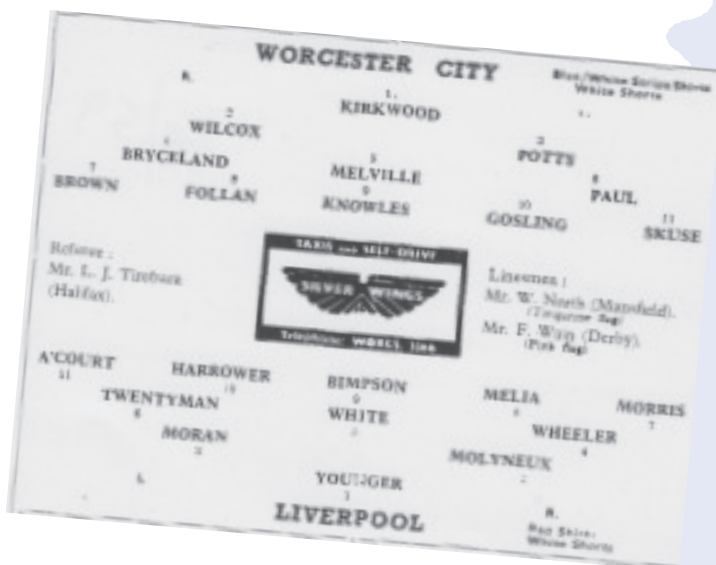 WORCESTER CITY
R. Blue/White Stripe Shirts
White Shorts
1. L.
KIRKWOOD
2 3
WILCOX POTTS
4 5 6
BRYCELAND MELVILLE PAUL
7 8 9 10 11
BROWN FOLLAN KNOWLES GOSLING SKUSE
TAXIS and SELF-DRIVE
SILVER WINGS
Telephone: WORCS.
Referee :
Mr. L. J.
(Halifax).
Linesmen :
Mr. W. North (Mansfield).
(Tangerine flag)
Mr. F. (Derby).
(Pink flag)
A'COURT HARROWER BIMPSON MELIA MORRIS
11 10 9 8 7
TWENTYMAN WHITE WHEELER
6 4
MORAN MOLYNEUX
3 2
L. YOUNGER R.
1
LIVERPOOL
Red Shirts
White Shorts